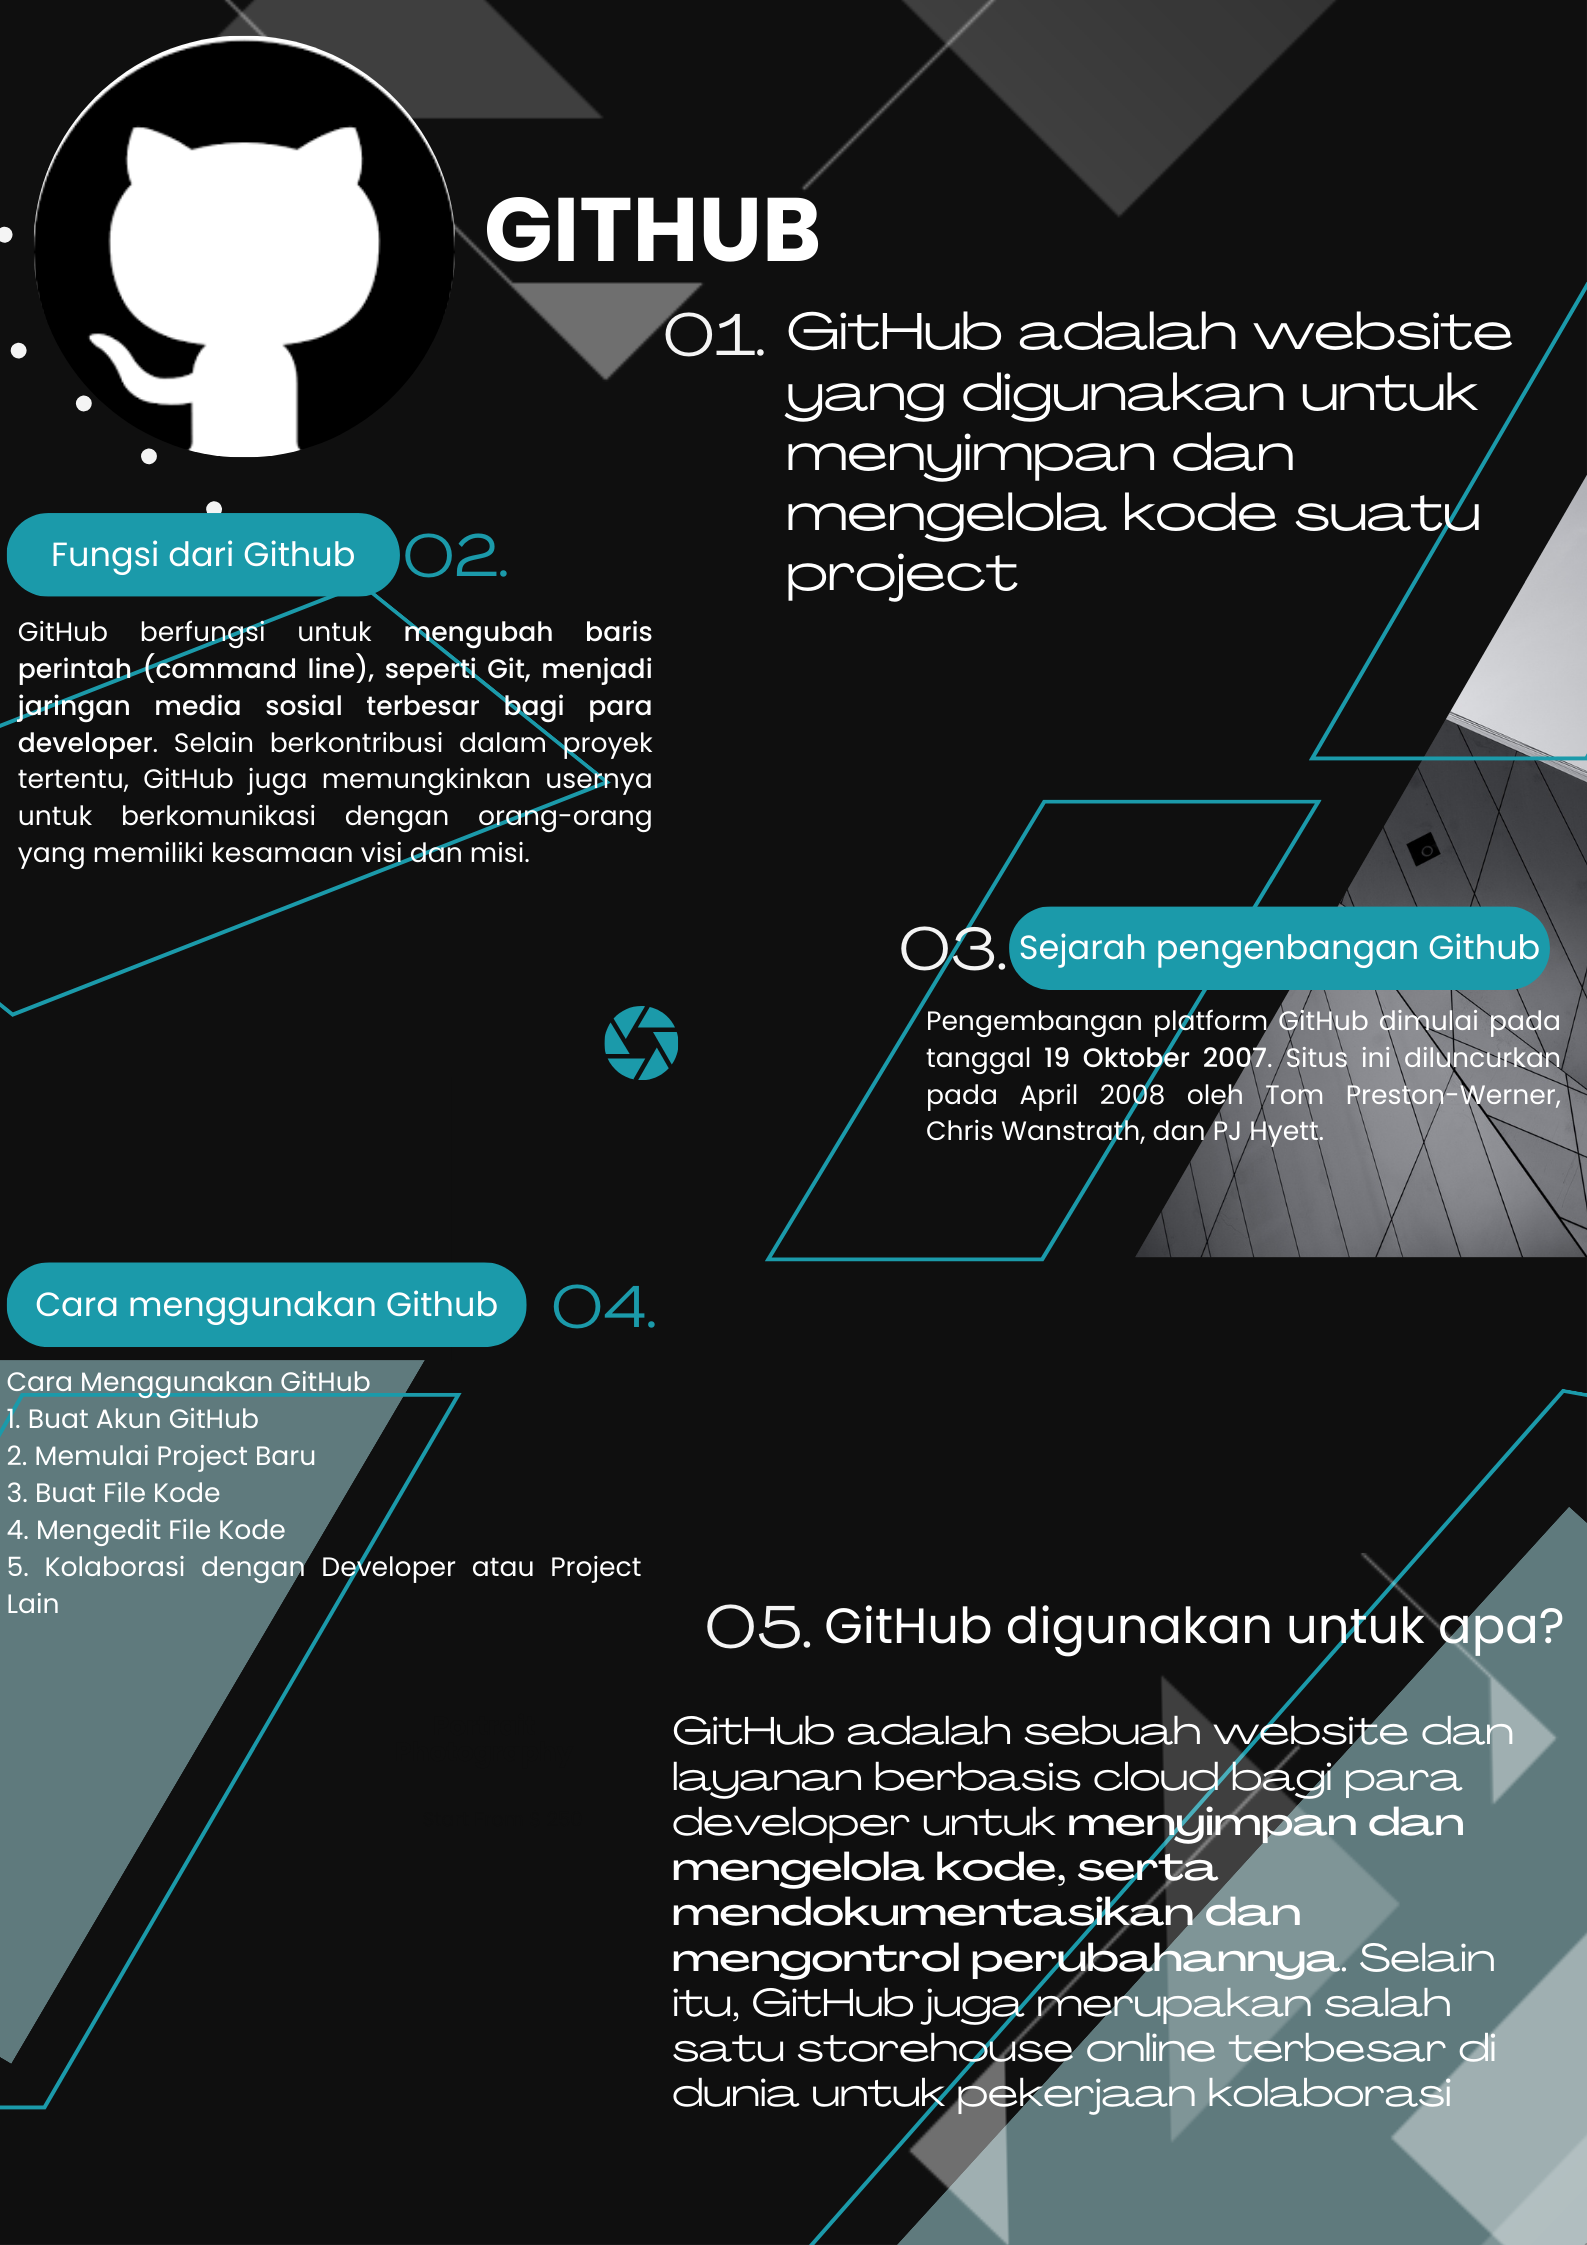 GITHUB
01. GitHub adalah website
yang digunakan untuk
menyimpan dan
mengelola kode suatu
project
Fungsi dari Github 02.
GitHub berfungsi untuk mengubah baris
perintah (command line), seperti Git, menjadi
jaringan media sosial terbesar bagi para
developer. Selain berkontribusi dalam proyek
tertentu, GitHub juga memungkinkan usernya
untuk berkomunikasi dengan orang-orang
yang memiliki kesamaan visi dan misi.
03. Sejarah pengenbangan Github
Pengembangan platform GitHub dimulai pada
tanggal 19 Oktober 2007. Situs ini diluncurkan
pada April 2008 oleh Tom Preston-Werner,
Chris Wanstrath, dan PJ Hyett.
Cara menggunakan Github 04.
Cara Menggunakan GitHub
1. Buat Akun GitHub
2. Memulai Project Baru
3. Buat File Kode
4. Mengedit File Kode
5. Kolaborasi dengan Developer atau Project
Lain
05. GitHub digunakan untuk apa?
GitHub adalah sebuah website dan
layanan berbasis cloud bagi para
developer untuk menyimpan dan
mengelola kode, serta
mendokumentasikan dan
mengontrol perubahannya. Selain
itu, GitHub juga merupakan salah
satu storehouse online terbesar di
dunia untuk pekerjaan kolaborasi